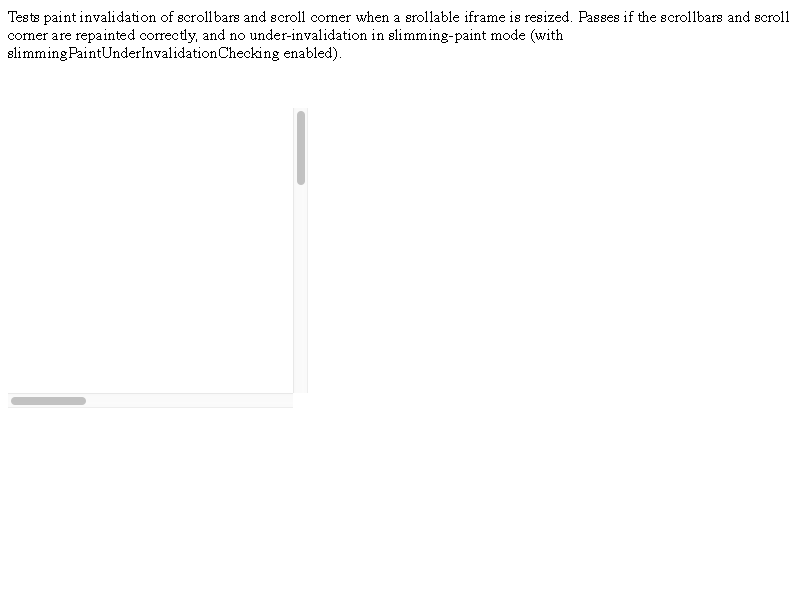 Tests paint invalidation of scrollbars and scroll corner when a srollable iframe is resized. Passes if the scrollbars and scroll
corner are repainted correctly, and no under-invalidation in slimming-paint mode (with
slimmingPaintUnderInvalidationChecking enabled).